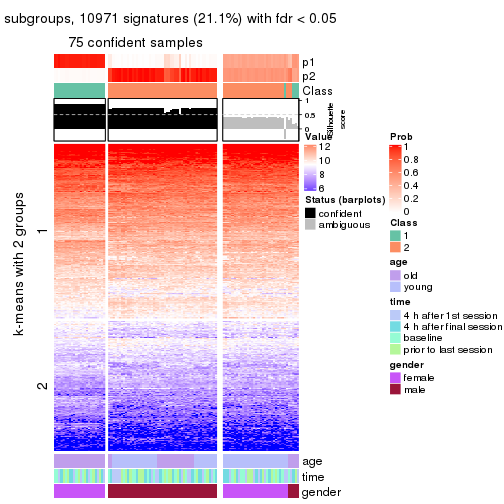 subgroups, 10971 signatures (21.1%) with fdr < 0.05
75 confident samples
p1
p2
Class
1
0.5
0
Silhouette
score
k-means with 2 groups
1
2
age
time
gender
Value
12
10
8
6
Status (barplots)
confident
ambiguous
Prob
1
0.8
0.6
0.4
0.2
0
Class
1
2
age
old
young
time
4 h after 1st session
4 h after final session
baseline
prior to last session
gender
female
male